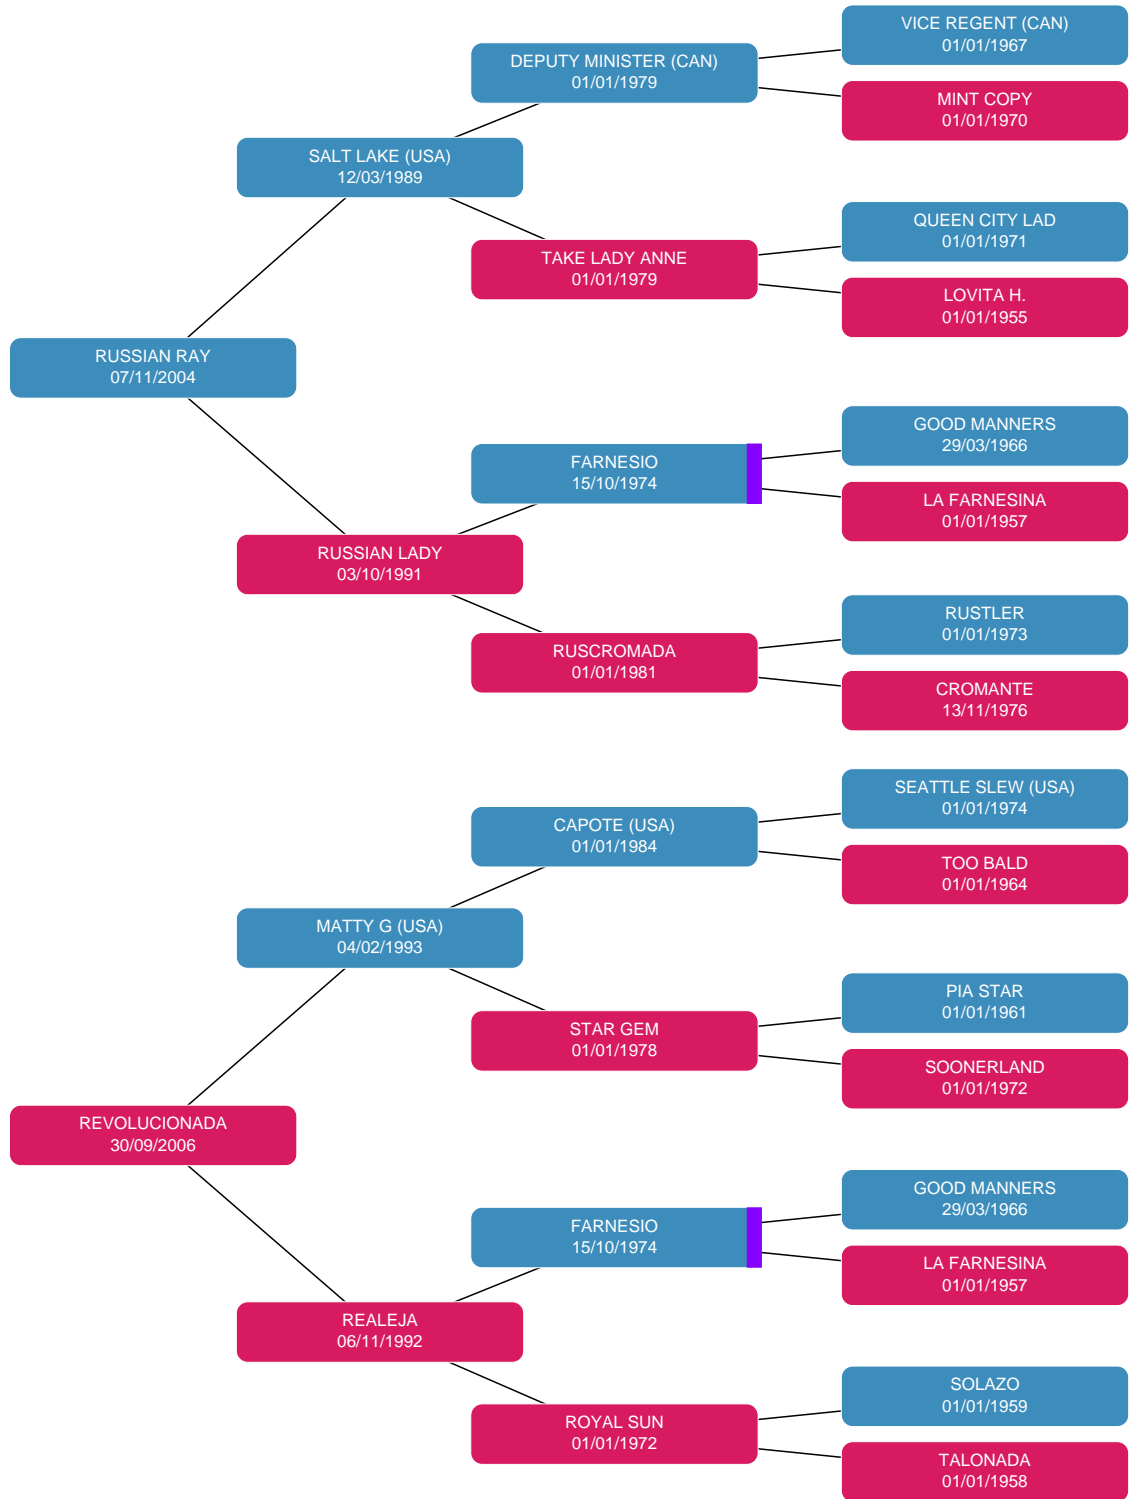 VICE REGENT (CAN)
01/01/1967
DEPUTY MINISTER (CAN)
01/01/1979
MINT COPY
01/01/1970
SALT LAKE (USA)
12/03/1989
QUEEN CITY LAD
01/01/1971
TAKE LADY ANNE
01/01/1979
LOVITA H.
01/01/1955
RUSSIAN RAY
07/11/2004
GOOD MANNERS
29/03/1966
FARNESIO
15/10/1974
LA FARNESINA
01/01/1957
RUSSIAN LADY
03/10/1991
RUSTLER
01/01/1973
RUSCROMADA
01/01/1981
CROMANTE
13/11/1976
SEATTLE SLEW (USA)
01/01/1974
CAPOTE (USA)
01/01/1984
TOO BALD
01/01/1964
MATTY G (USA)
04/02/1993
PIA STAR
01/01/1961
STAR GEM
01/01/1978
SOONERLAND
01/01/1972
REVOLUCIONADA
30/09/2006
GOOD MANNERS
29/03/1966
FARNESIO
15/10/1974
LA FARNESINA
01/01/1957
REALEJA
06/11/1992
SOLAZO
01/01/1959
ROYAL SUN
01/01/1972
TALONADA
01/01/1958